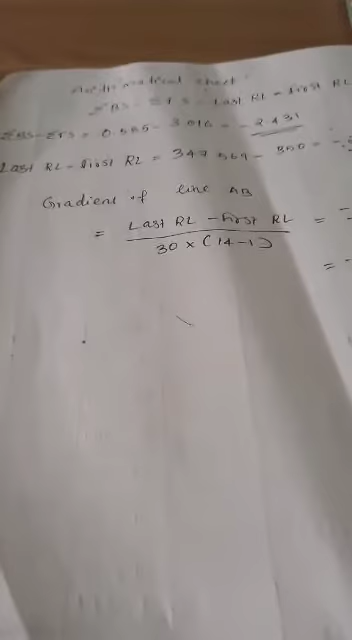 Arithmetical check
ΣBS - ΣFS = Last RL - First RL
ΣBS - ΣFS = 0.585 - 3.016 = -2.431
Last RL - First RL = 347.569 - 350 = -
Gradient of line AB
= Last RL - First RL / 30 × (14-1) = -
= -